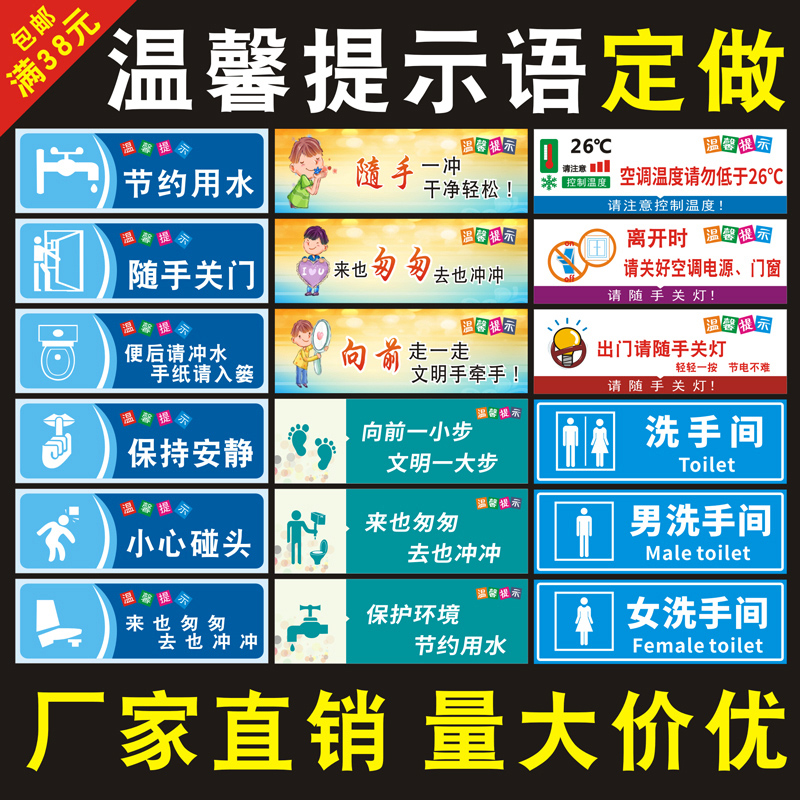 包邮
满38元
温馨提示语定做
温馨提示
节约用水
温馨提示
随手关门
温馨提示
便后请冲水
手纸请入篓
温馨提示
保持安静
温馨提示
小心碰头
温馨提示
来也匆匆
去也冲冲
温馨提示
随手一冲
干净轻松！
温馨提示
I♥U
来也匆匆去也冲冲
温馨提示
向前走一走
文明手牵手！
温馨提示
向前一小步
文明一大步
温馨提示
来也匆匆
去也冲冲
温馨提示
保护环境
节约用水
温馨提示
26℃
请注意
控制温度
空调温度请勿低于26℃
请注意控制温度！
温馨提示
on
off
离开时
请关好空调电源、门窗
请随手关灯！
温馨提示
出门请随手关灯
轻轻一按 节电不难
请随手关灯！
洗手间
Toilet
男洗手间
Male toilet
女洗手间
Female toilet
厂家直销 量大价优